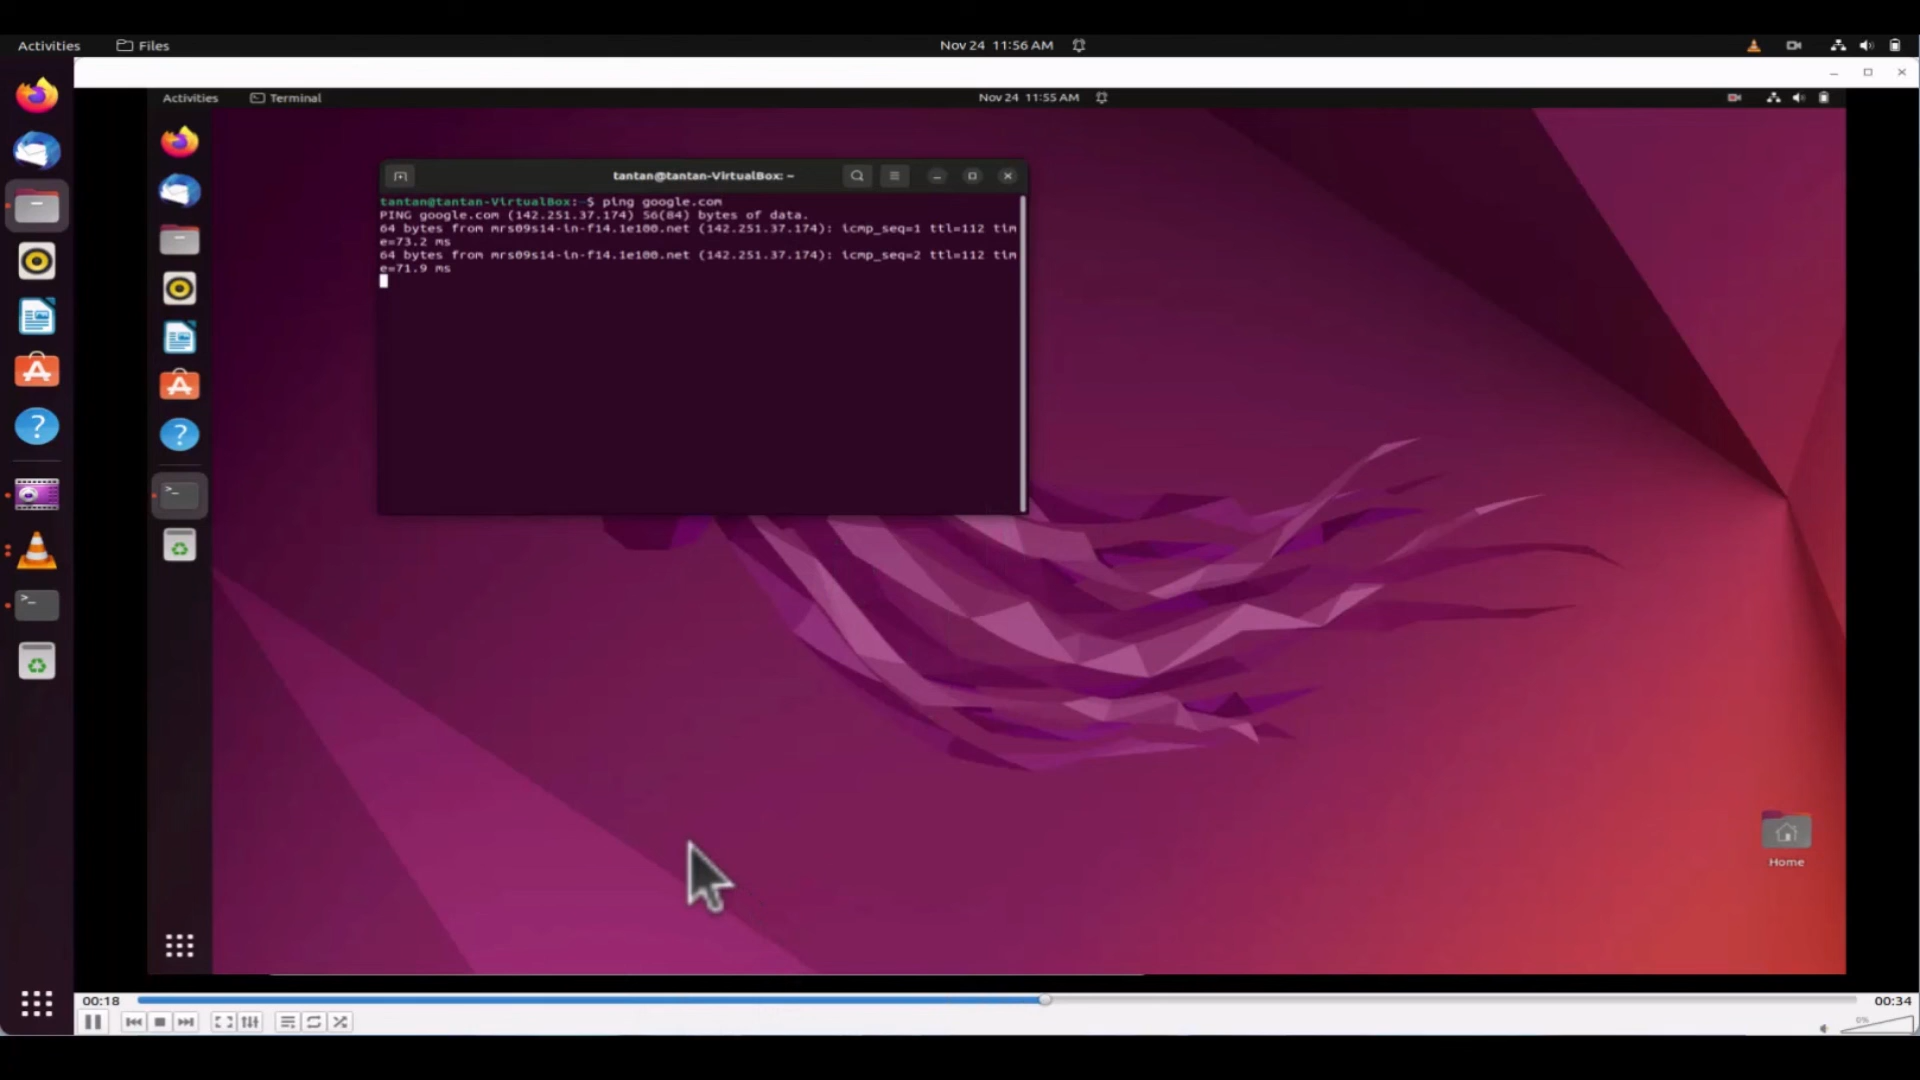 Activities Files Nov 24 11:56 AM
Activities Terminal Nov 24 11:55 AM
tantan@tantan-VirtualBox: ~
tantan@tantan-VirtualBox:~$ ping google.com
PING google.com (142.251.37.174) 56(84) bytes of data.
64 bytes from mrs09s14-in-f14.1e100.net (142.251.37.174): icmp_seq=1 ttl=112 tim
e=73.2 ms
64 bytes from mrs09s14-in-f14.1e100.net (142.251.37.174): icmp_seq=2 ttl=112 tim
e=71.9 ms
Home
00:18 00:34
0%